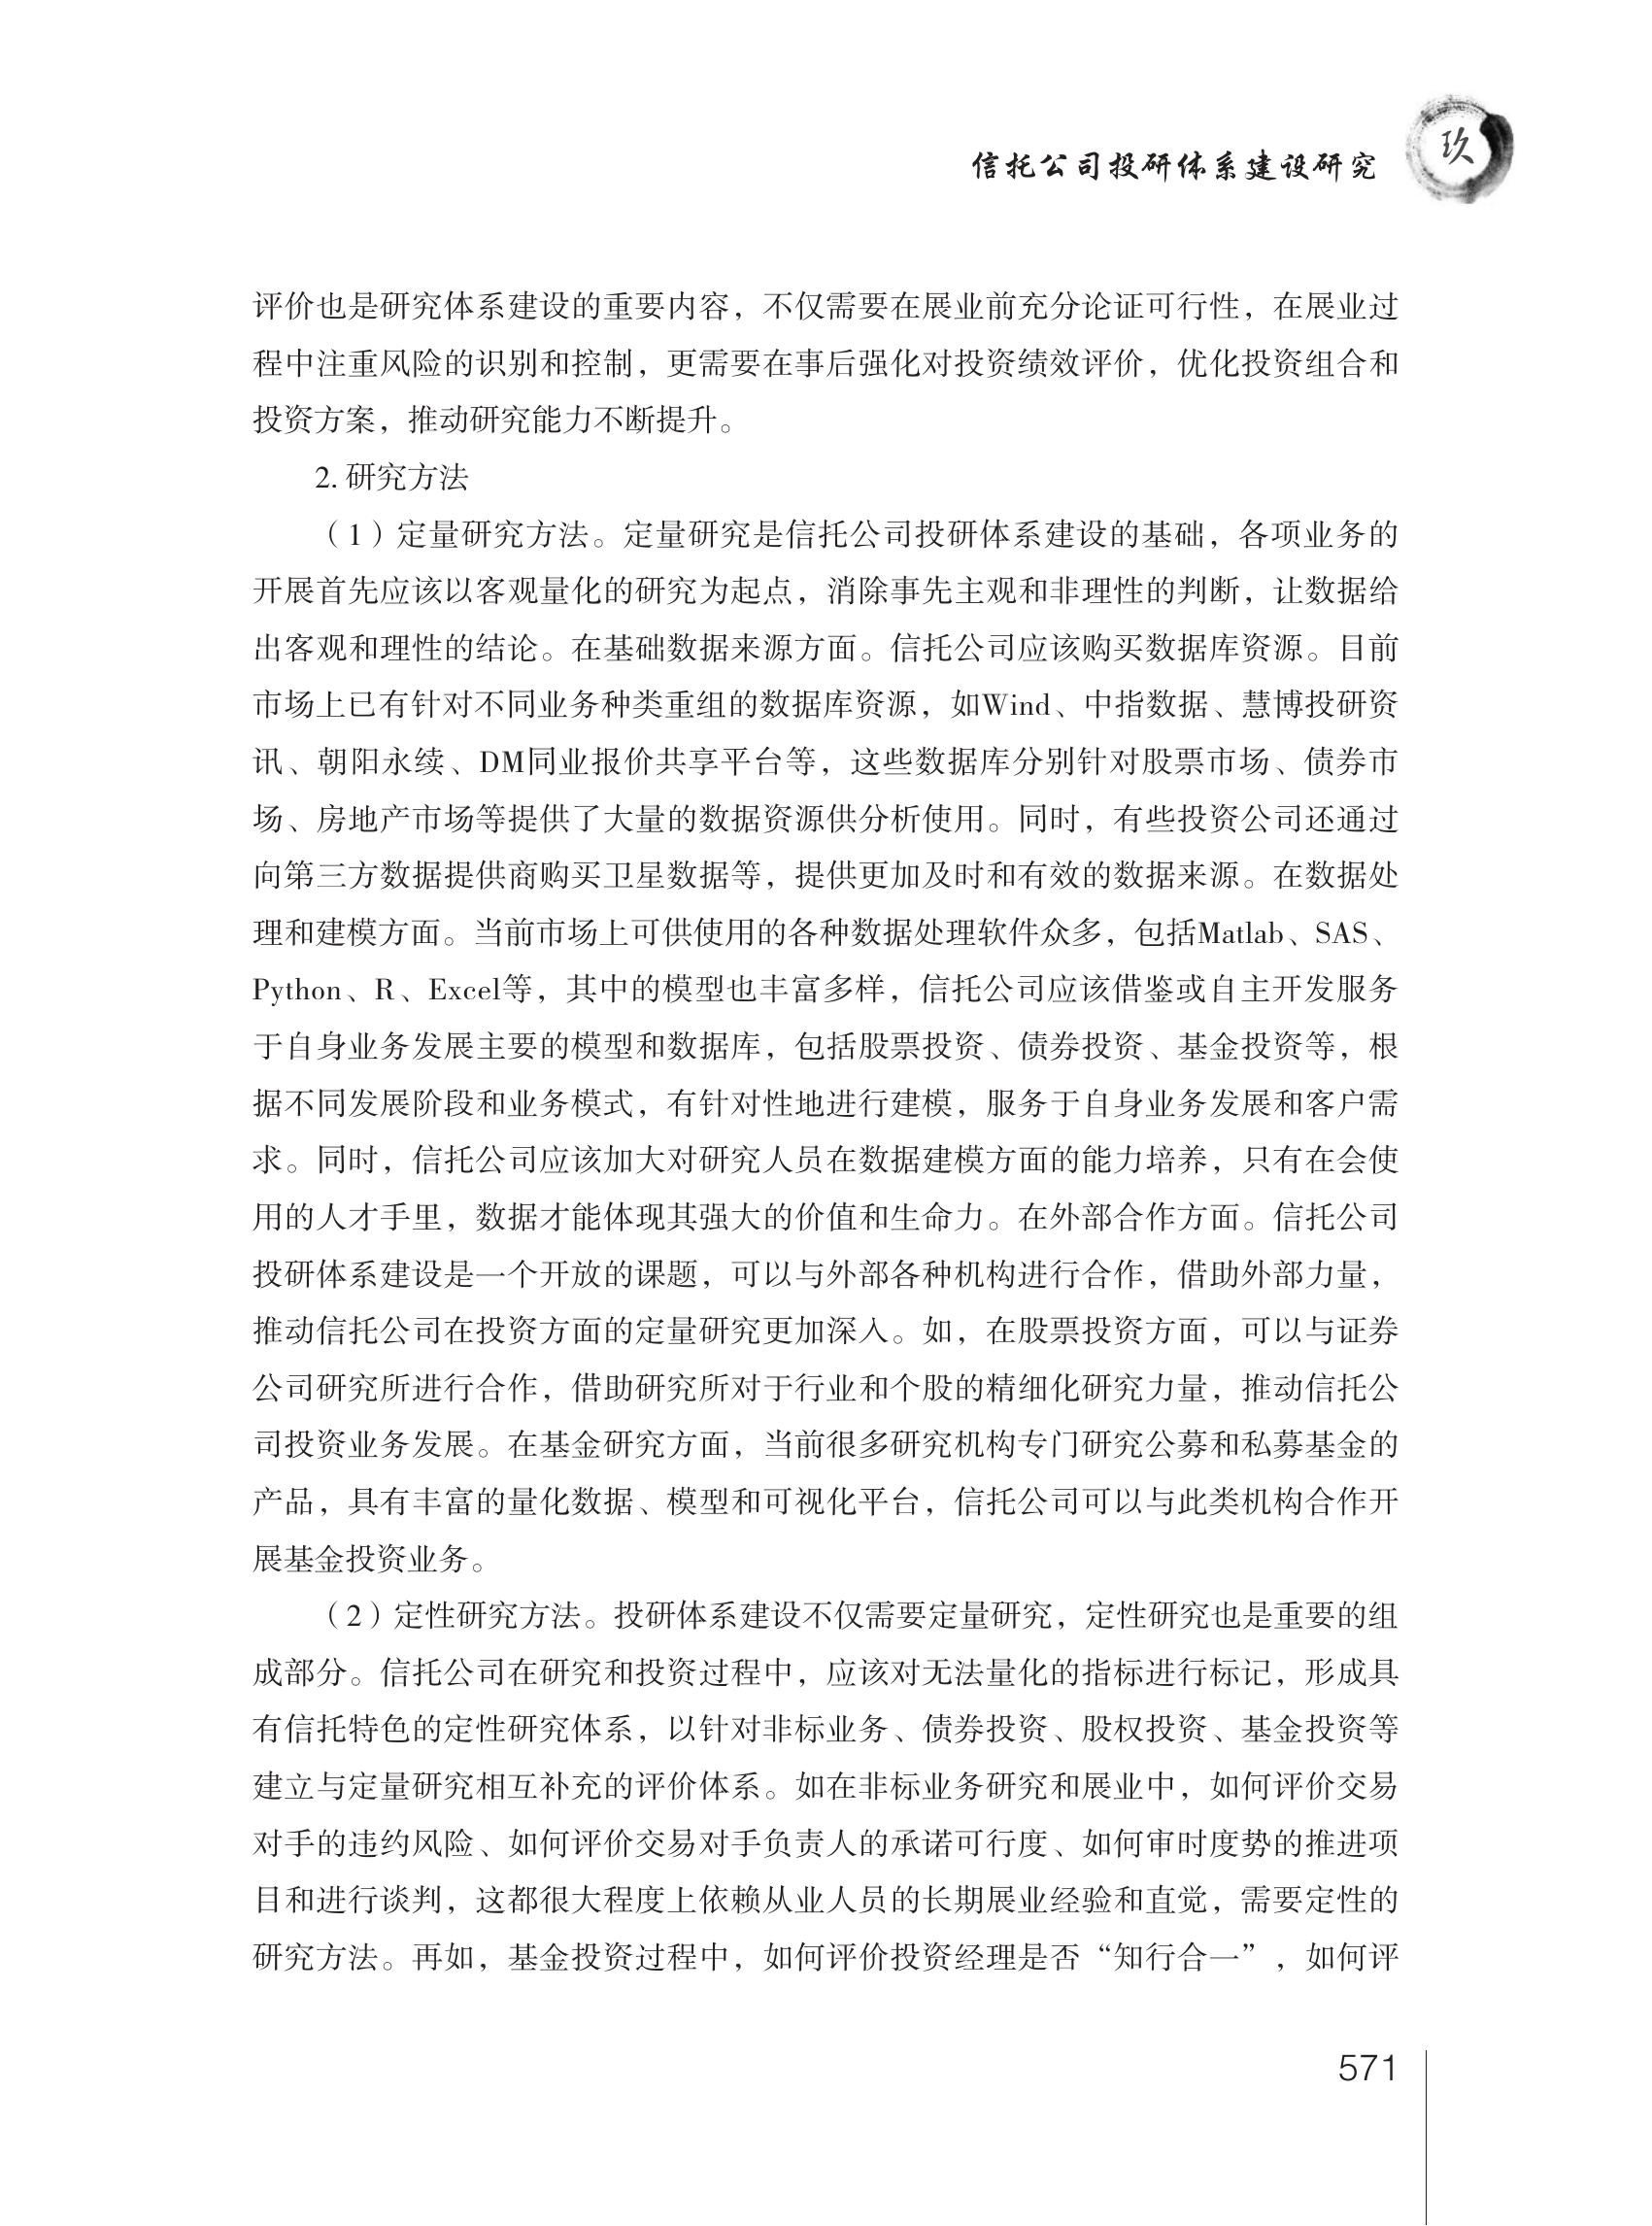 信托公司投研体系建设研究
玖
评价也是研究体系建设的重要内容，不仅需要在展业前充分论证可行性，在展业过
程中注重风险的识别和控制，更需要在事后强化对投资绩效评价，优化投资组合和
投资方案，推动研究能力不断提升。
2. 研究方法
（1）定量研究方法。定量研究是信托公司投研体系建设的基础，各项业务的
开展首先应该以客观量化的研究为起点，消除事先主观和非理性的判断，让数据给
出客观和理性的结论。在基础数据来源方面。信托公司应该购买数据库资源。目前
市场上已有针对不同业务种类重组的数据库资源，如Wind、中指数据、慧博投研资
讯、朝阳永续、DM同业报价共享平台等，这些数据库分别针对股票市场、债券市
场、房地产市场等提供了大量的数据资源供分析使用。同时，有些投资公司还通过
向第三方数据提供商购买卫星数据等，提供更加及时和有效的数据来源。在数据处
理和建模方面。当前市场上可供使用的各种数据处理软件众多，包括Matlab、SAS、
Python、R、Excel等，其中的模型也丰富多样，信托公司应该借鉴或自主开发服务
于自身业务发展主要的模型和数据库，包括股票投资、债券投资、基金投资等，根
据不同发展阶段和业务模式，有针对性地进行建模，服务于自身业务发展和客户需
求。同时，信托公司应该加大对研究人员在数据建模方面的能力培养，只有在会使
用的人才手里，数据才能体现其强大的价值和生命力。在外部合作方面。信托公司
投研体系建设是一个开放的课题，可以与外部各种机构进行合作，借助外部力量，
推动信托公司在投资方面的定量研究更加深入。如，在股票投资方面，可以与证券
公司研究所进行合作，借助研究所对于行业和个股的精细化研究力量，推动信托公
司投资业务发展。在基金研究方面，当前很多研究机构专门研究公募和私募基金的
产品，具有丰富的量化数据、模型和可视化平台，信托公司可以与此类机构合作开
展基金投资业务。
（2）定性研究方法。投研体系建设不仅需要定量研究，定性研究也是重要的组
成部分。信托公司在研究和投资过程中，应该对无法量化的指标进行标记，形成具
有信托特色的定性研究体系，以针对非标业务、债券投资、股权投资、基金投资等
建立与定量研究相互补充的评价体系。如在非标业务研究和展业中，如何评价交易
对手的违约风险、如何评价交易对手负责人的承诺可行度、如何审时度势的推进项
目和进行谈判，这都很大程度上依赖从业人员的长期展业经验和直觉，需要定性的
研究方法。再如，基金投资过程中，如何评价投资经理是否“知行合一”，如何评
571